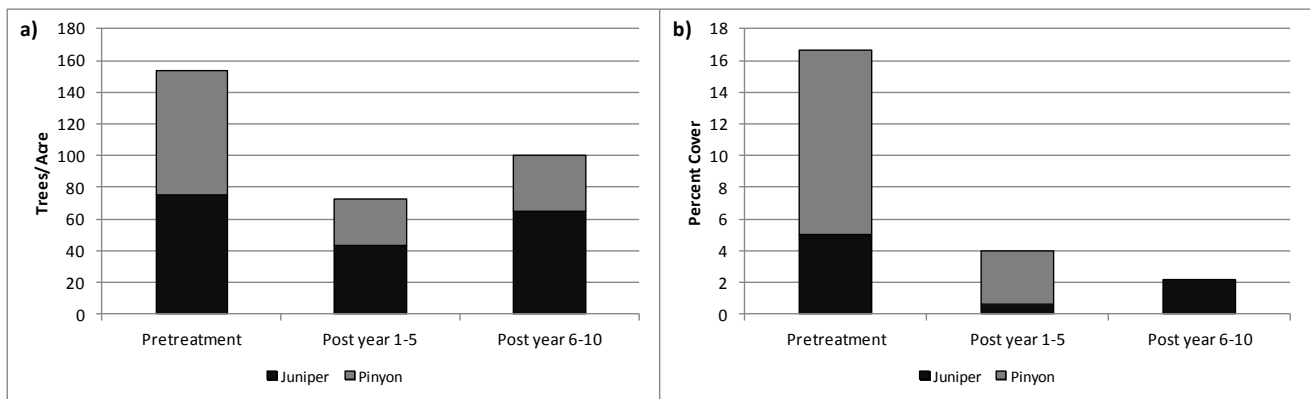 a)
Trees/Acre
180
160
140
120
100
80
60
40
20
0
Pretreatment Post year 1-5 Post year 6-10
Juniper Pinyon
b)
Percent Cover
18
16
14
12
10
8
6
4
2
0
Pretreatment Post year 1-5 Post year 6-10
Juniper Pinyon